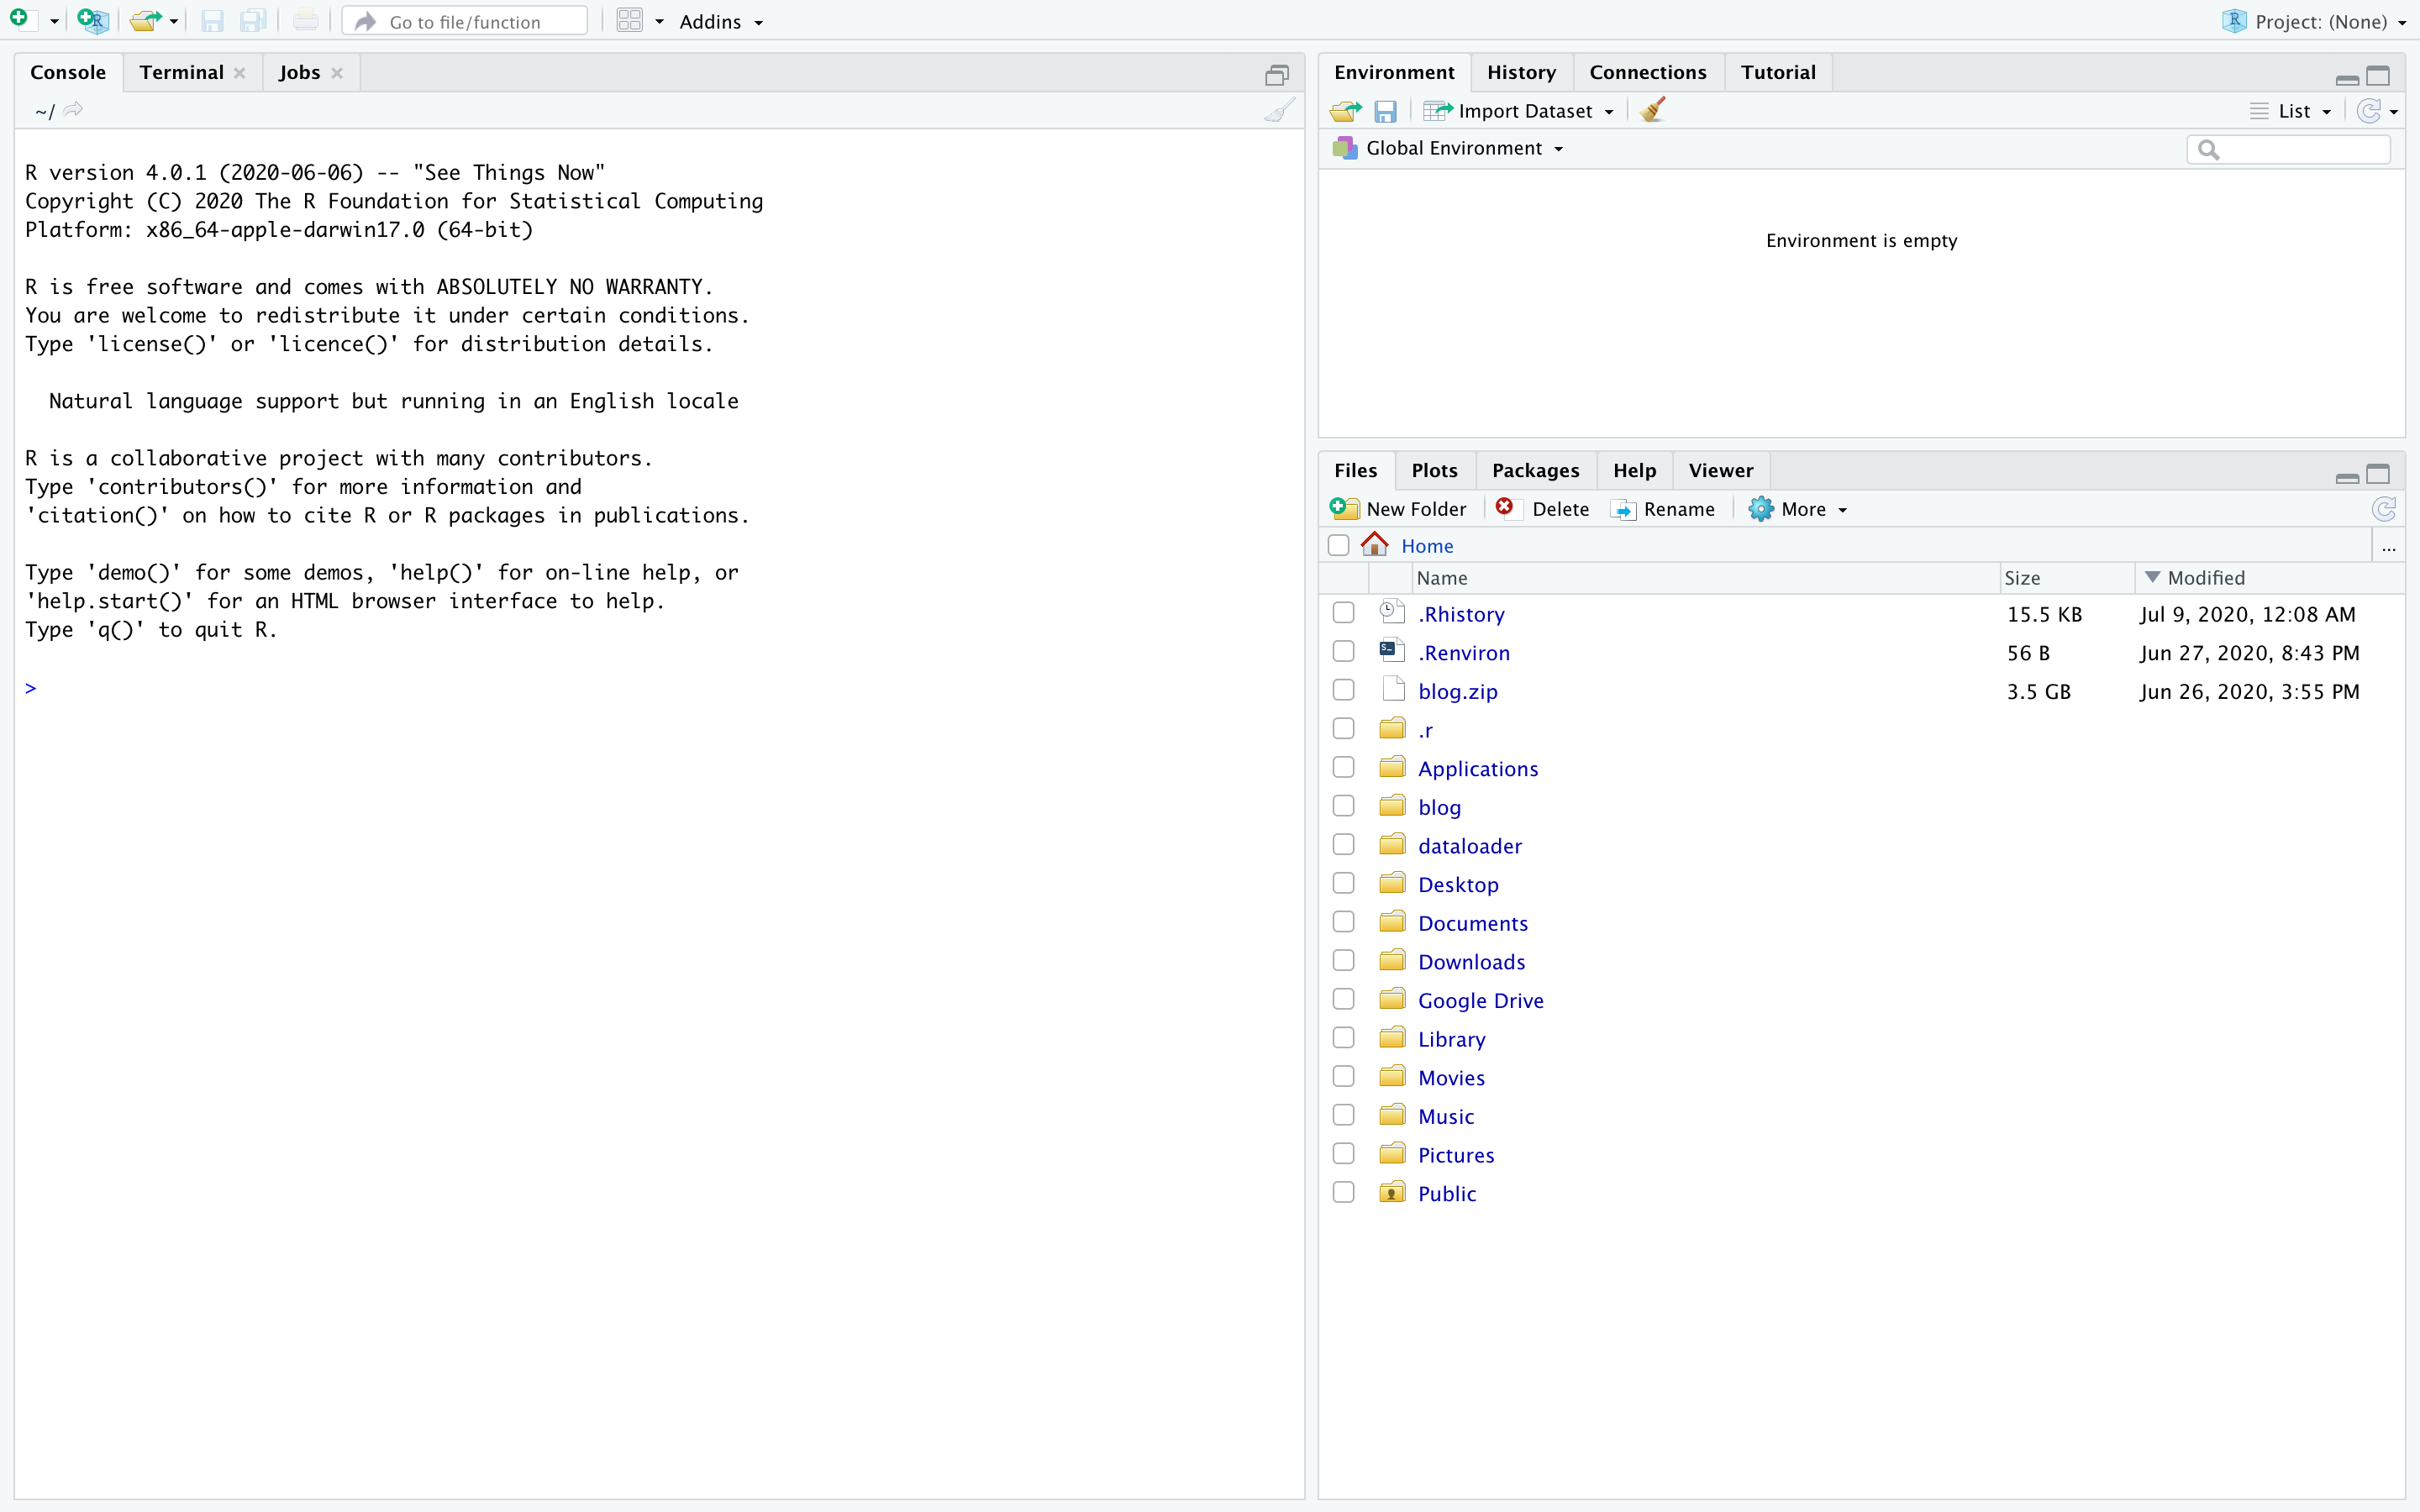 Go to file/function
Addins
Project: (None)
Console
Terminal
Jobs
~/
R version 4.0.1 (2020-06-06) -- "See Things Now"
Copyright (C) 2020 The R Foundation for Statistical Computing
Platform: x86_64-apple-darwin17.0 (64-bit)
R is free software and comes with ABSOLUTELY NO WARRANTY.
You are welcome to redistribute it under certain conditions.
Type 'license()' or 'licence()' for distribution details.
Natural language support but running in an English locale
R is a collaborative project with many contributors.
Type 'contributors()' for more information and
'citation()' on how to cite R or R packages in publications.
Type 'demo()' for some demos, 'help()' for on-line help, or
'help.start()' for an HTML browser interface to help.
Type 'q()' to quit R.
>
Environment
History
Connections
Tutorial
Import Dataset
List
Global Environment
Environment is empty
Files
Plots
Packages
Help
Viewer
New Folder
Delete
Rename
More
Home
...
Name Size Modified
.Rhistory 15.5 KB Jul 9, 2020, 12:08 AM
.Renviron 56 B Jun 27, 2020, 8:43 PM
blog.zip 3.5 GB Jun 26, 2020, 3:55 PM
.r
Applications
blog
dataloader
Desktop
Documents
Downloads
Google Drive
Library
Movies
Music
Pictures
Public